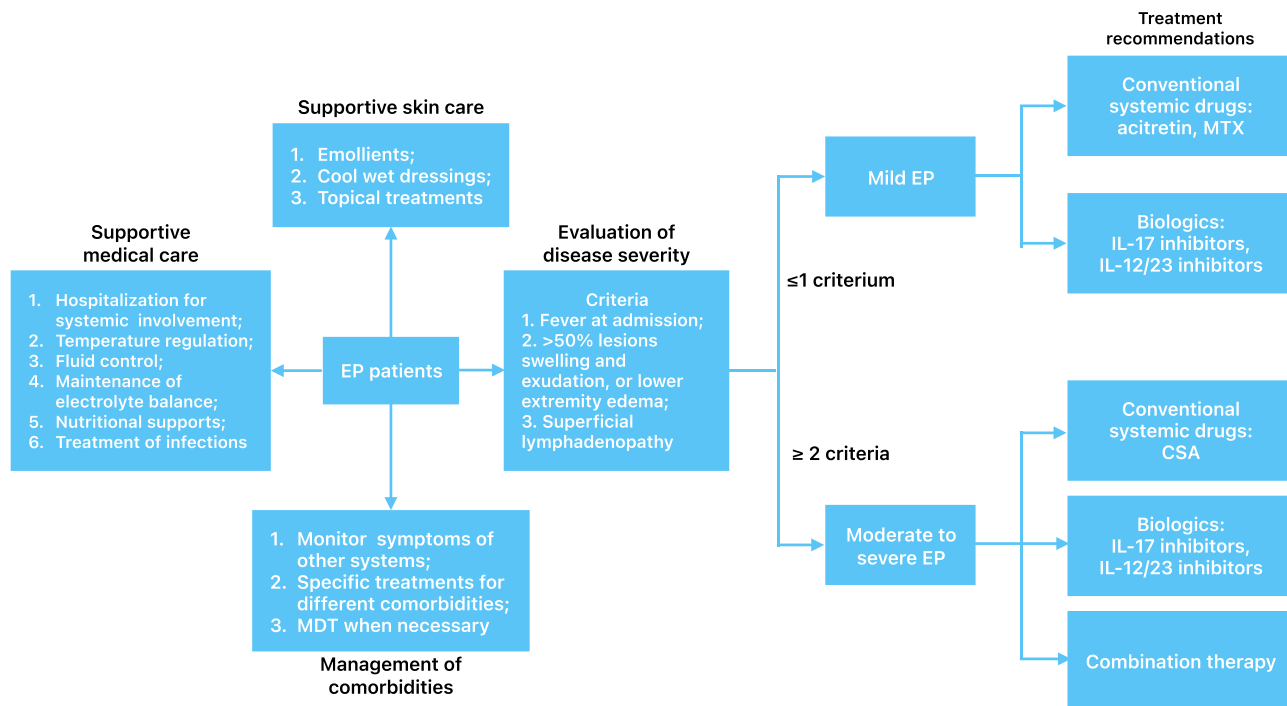 Treatment
recommendations
Conventional
systemic drugs:
acitretin, MTX
Supportive skin care
1. Emollients;
2. Cool wet dressings;
3. Topical treatments
Mild EP
Biologics:
IL-17 inhibitors,
IL-12/23 inhibitors
Supportive
medical care
1. Hospitalization for
systemic involvement;
2. Temperature regulation;
3. Fluid control;
4. Maintenance of
electrolyte balance;
5. Nutritional supports;
6. Treatment of infections
EP patients
Evaluation of
disease severity
Criteria
1. Fever at admission;
2. >50% lesions
swelling and
exudation, or lower
extremity edema;
3. Superficial
lymphadenopathy
≤1 criterium
≥ 2 criteria
Conventional
systemic drugs:
CSA
Moderate to
severe EP
Biologics:
IL-17 inhibitors,
IL-12/23 inhibitors
Combination therapy
1. Monitor symptoms of
other systems;
2. Specific treatments for
different comorbidities;
3. MDT when necessary
Management of
comorbidities